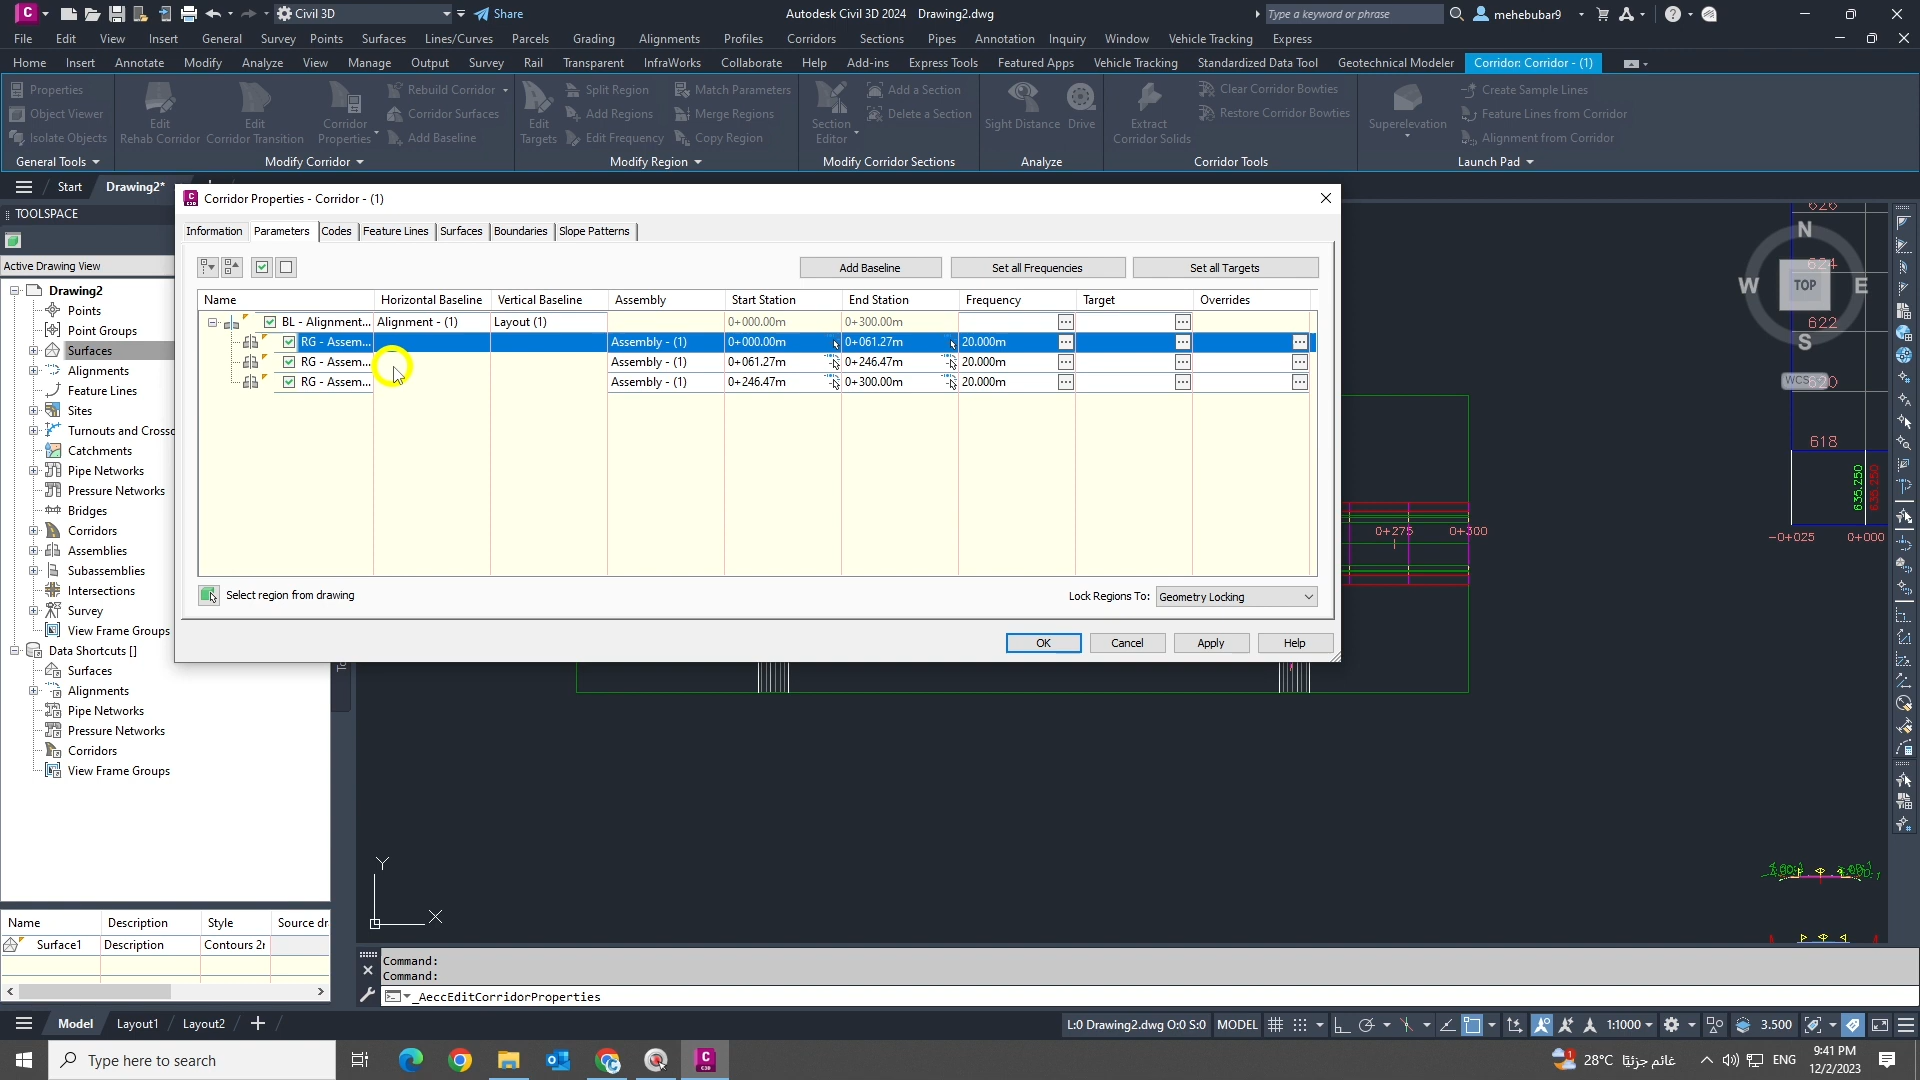 Civil 3D
Share
Autodesk Civil 3D 2024 Drawing2.dwg
Type a keyword or phrase
mehebubar9
File Edit View Insert General Survey Points Surfaces Lines/Curves Parcels Grading Alignments Profiles Corridors Sections Pipes Annotation Inquiry Window Vehicle Tracking Express
Home Insert Annotate Modify Analyze View Manage Output Survey Rail Transparent InfraWorks Collaborate Help Add-ins Express Tools Featured Apps Vehicle Tracking Standardized Data Tool Geotechnical Modeler Corridor: Corridor - (1)
Properties
Object Viewer
Isolate Objects
General Tools
Edit Rehab Corridor
Edit Corridor Transition
Corridor Properties
Rebuild Corridor
Corridor Surfaces
Add Baseline
Modify Corridor
Edit Targets
Split Region
Add Regions
Edit Frequency
Match Parameters
Merge Regions
Copy Region
Modify Region
Section Editor
Add a Section
Delete a Section
Modify Corridor Sections
Sight Distance Drive
Analyze
Extract Corridor Solids
Clear Corridor Bowties
Restore Corridor Bowties
Corridor Tools
Superelevation
Create Sample Lines
Feature Lines from Corridor
Alignment from Corridor
Launch Pad
Start Drawing2*
TOOLSPACE
Active Drawing View
Drawing2
Points
Point Groups
Surfaces
Alignments
Feature Lines
Sites
Turnouts and Crosso
Catchments
Pipe Networks
Pressure Networks
Bridges
Corridors
Assemblies
Subassemblies
Intersections
Survey
View Frame Groups
Data Shortcuts []
Surfaces
Alignments
Pipe Networks
Pressure Networks
Corridors
View Frame Groups
Name Description Style Source dr
Surface1 Description Contours 2r
Corridor Properties - Corridor - (1)
Information Parameters Codes Feature Lines Surfaces Boundaries Slope Patterns
Add Baseline Set all Frequencies Set all Targets
Name Horizontal Baseline Vertical Baseline Assembly Start Station End Station Frequency Target Overrides
BL - Alignment... Alignment - (1) Layout (1) 0+000.00m 0+300.00m
RG - Assem... Assembly - (1) 0+000.00m 0+061.27m 20.000m
RG - Assem... Assembly - (1) 0+061.27m 0+246.47m 20.000m
RG - Assem... Assembly - (1) 0+246.47m 0+300.00m 20.000m
Select region from drawing
Lock Regions To: Geometry Locking
OK Cancel Apply Help
626
N
624
W TOP E
622
S
WCS 620
618
635.250
635.250
-0+025 0+000
0+275 0+300
Y
X
Command:
Command:
_AeccEditCorridorProperties
Model Layout1 Layout2
L:0 Drawing2.dwg O:0 S:0 MODEL 1:1000 3.500
Type here to search
28°C غائم جزئيًا
ENG
9:41 PM
12/2/2023